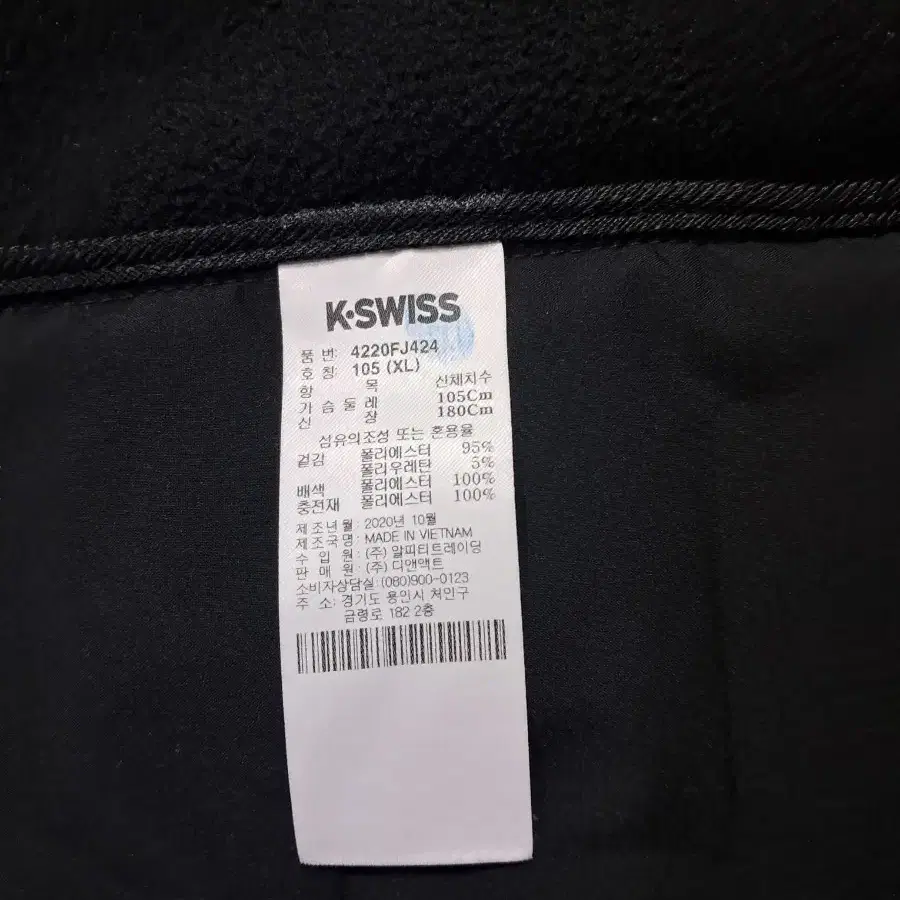 K·SWISS
품 번: 4220FJ424
호 칭: 105 (XL)
항 목 신체치수
가 슴 둘 레 105Cm
신 장 180Cm
섬유의조성 또는 혼용율
겉감 폴리에스터 95%
폴리우레탄 5%
배색 폴리에스터 100%
충전재 폴리에스터 100%
제조년월: 2020년 10월
제조국명: MADE IN VIETNAM
수 입 원: (주) 알피티트레이딩
판 매 원: (주) 디앤액트
소비자상담실: (080)900-0123
주 소: 경기도 용인시 처인구
금령로 182 2층